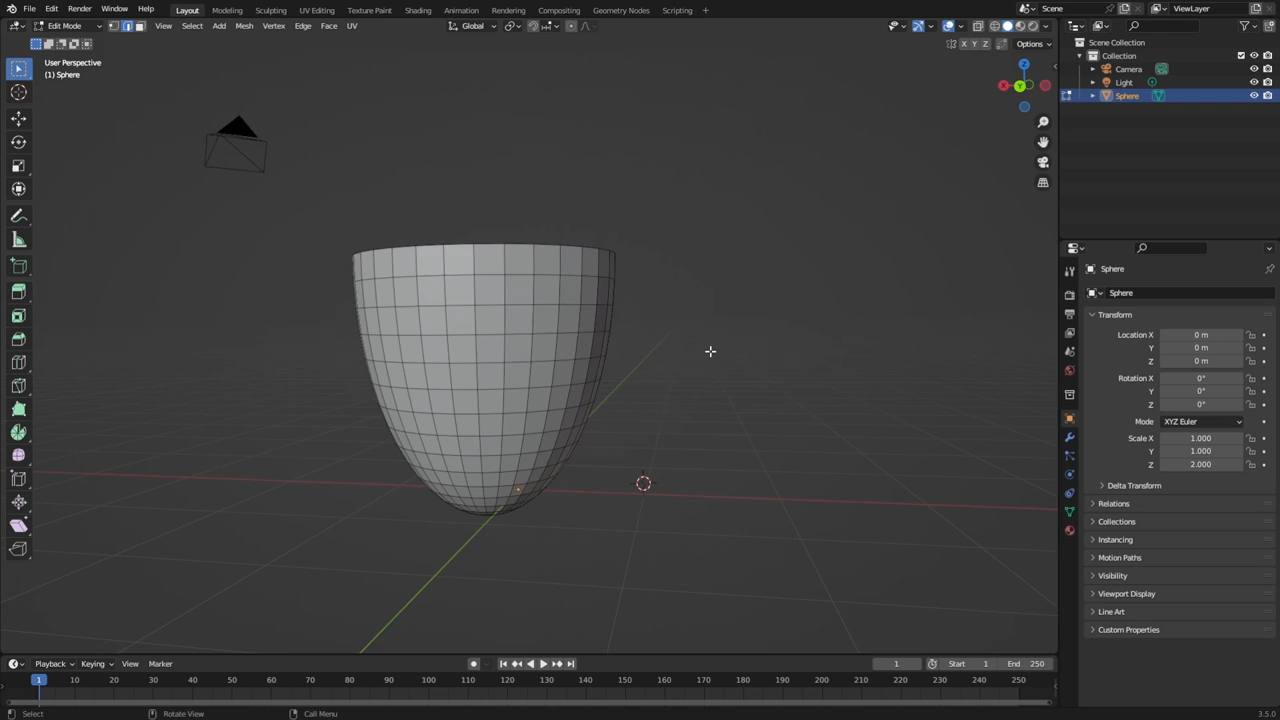 File Edit Render Window Help Layout Modeling Sculpting UV Editing Texture Paint Shading Animation Rendering Compositing Geometry Nodes Scripting + Scene ViewLayer
Edit Mode View Select Add Mesh Vertex Edge Face UV Global
X Y Z Options
User Perspective
(1) Sphere
Z
X Y
Scene Collection
Collection
Camera
Light
Sphere
Sphere
Sphere
Transform
Location X 0 m
Y 0 m
Z 0 m
Rotation X 0°
Y 0°
Z 0°
Mode XYZ Euler
Scale X 1.000
Y 1.000
Z 2.000
Delta Transform
Relations
Collections
Instancing
Motion Paths
Visibility
Viewport Display
Line Art
Custom Properties
Playback Keying View Marker 1 Start 1 End 250
1 10 20 30 40 50 60 70 80 90 100 110 120 130 140 150 160 170 180 190 200 210 220 230 240 250
Select Rotate View Call Menu 3.5.0